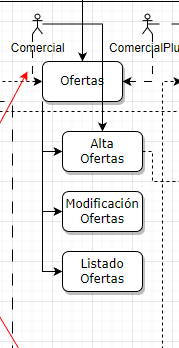 Comercial
ComercialPlu
Ofertas
Alta
Ofertas
Modificación
Ofertas
Listado
Ofertas